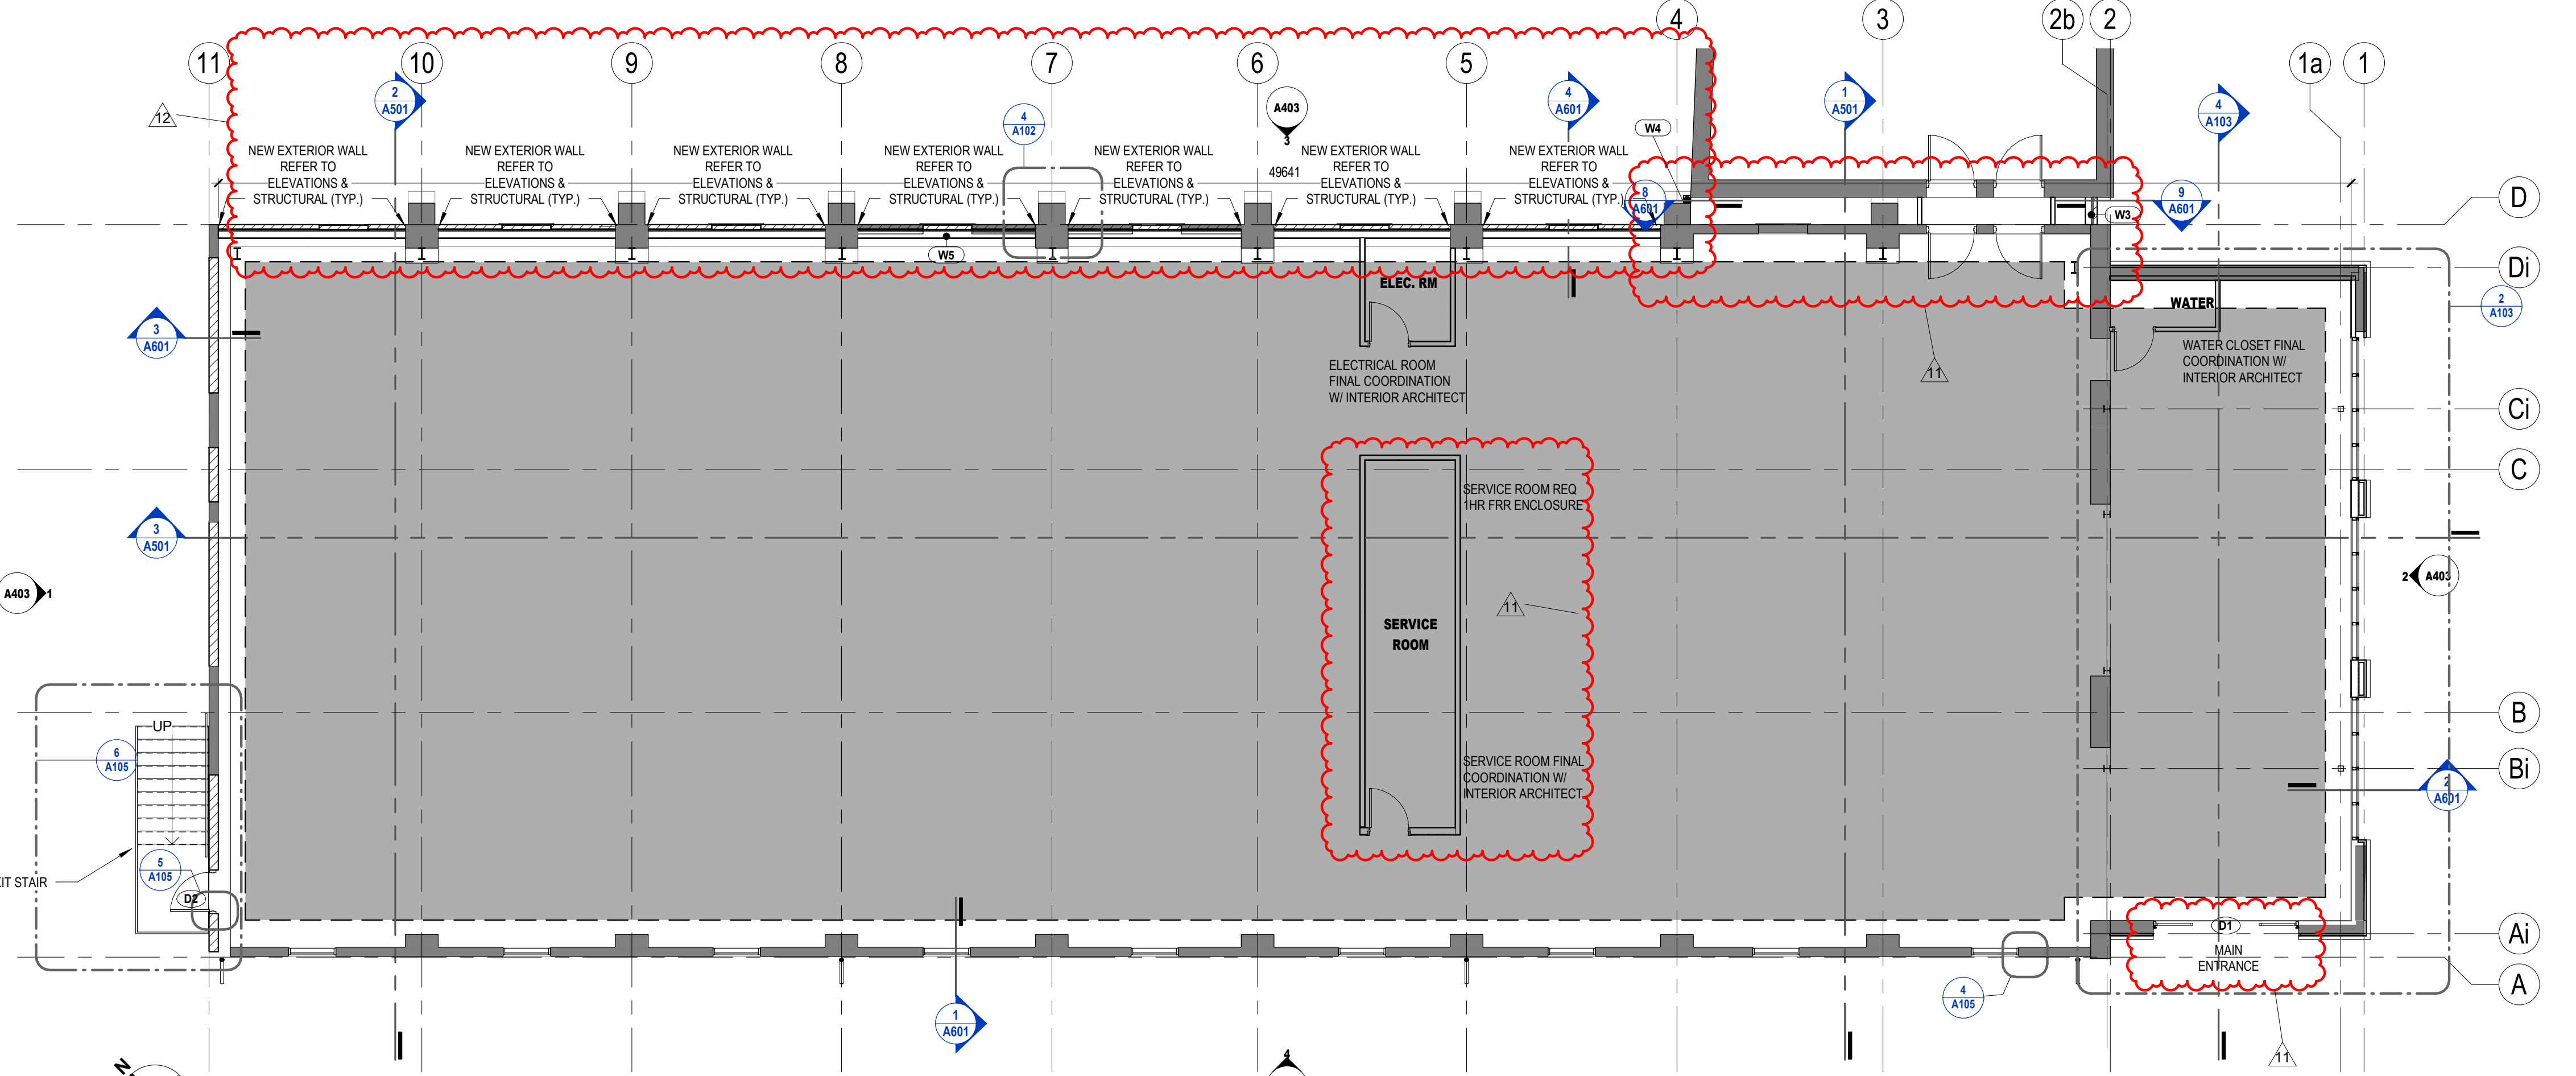 11
10
9
8
7
6
5
4
3
2b
2
1a
1
12
2
A501
4
A102
A403
3
49641
4
A601
W4
1
A501
4
A103
NEW EXTERIOR WALL
REFER TO
ELEVATIONS &
STRUCTURAL (TYP.)
NEW EXTERIOR WALL
REFER TO
ELEVATIONS &
STRUCTURAL (TYP.)
NEW EXTERIOR WALL
REFER TO
ELEVATIONS &
STRUCTURAL (TYP.)
NEW EXTERIOR WALL
REFER TO
ELEVATIONS &
STRUCTURAL (TYP.)
NEW EXTERIOR WALL
REFER TO
ELEVATIONS &
STRUCTURAL (TYP.)
NEW EXTERIOR WALL
REFER TO
ELEVATIONS &
STRUCTURAL (TYP.)
NEW EXTERIOR WALL
REFER TO
ELEVATIONS &
STRUCTURAL (TYP.)
8
A601
W3
9
A601
D
W5
Di
ELEC. RM
WATER
2
A103
3
A601
ELECTRICAL ROOM
FINAL COORDINATION
W/ INTERIOR ARCHITECT
11
WATER CLOSET FINAL
COORDINATION W/
INTERIOR ARCHITECT
Ci
C
SERVICE ROOM REQ
1HR FRR ENCLOSURE
3
A501
A403
1
11
2
A403
SERVICE
ROOM
B
UP
6
A105
SERVICE ROOM FINAL
COORDINATION W/
INTERIOR ARCHITECT
Bi
2
A601
5
A105
IT STAIR
D2
D1
MAIN
ENTRANCE
Ai
A
4
A105
1
A601
11
4
N